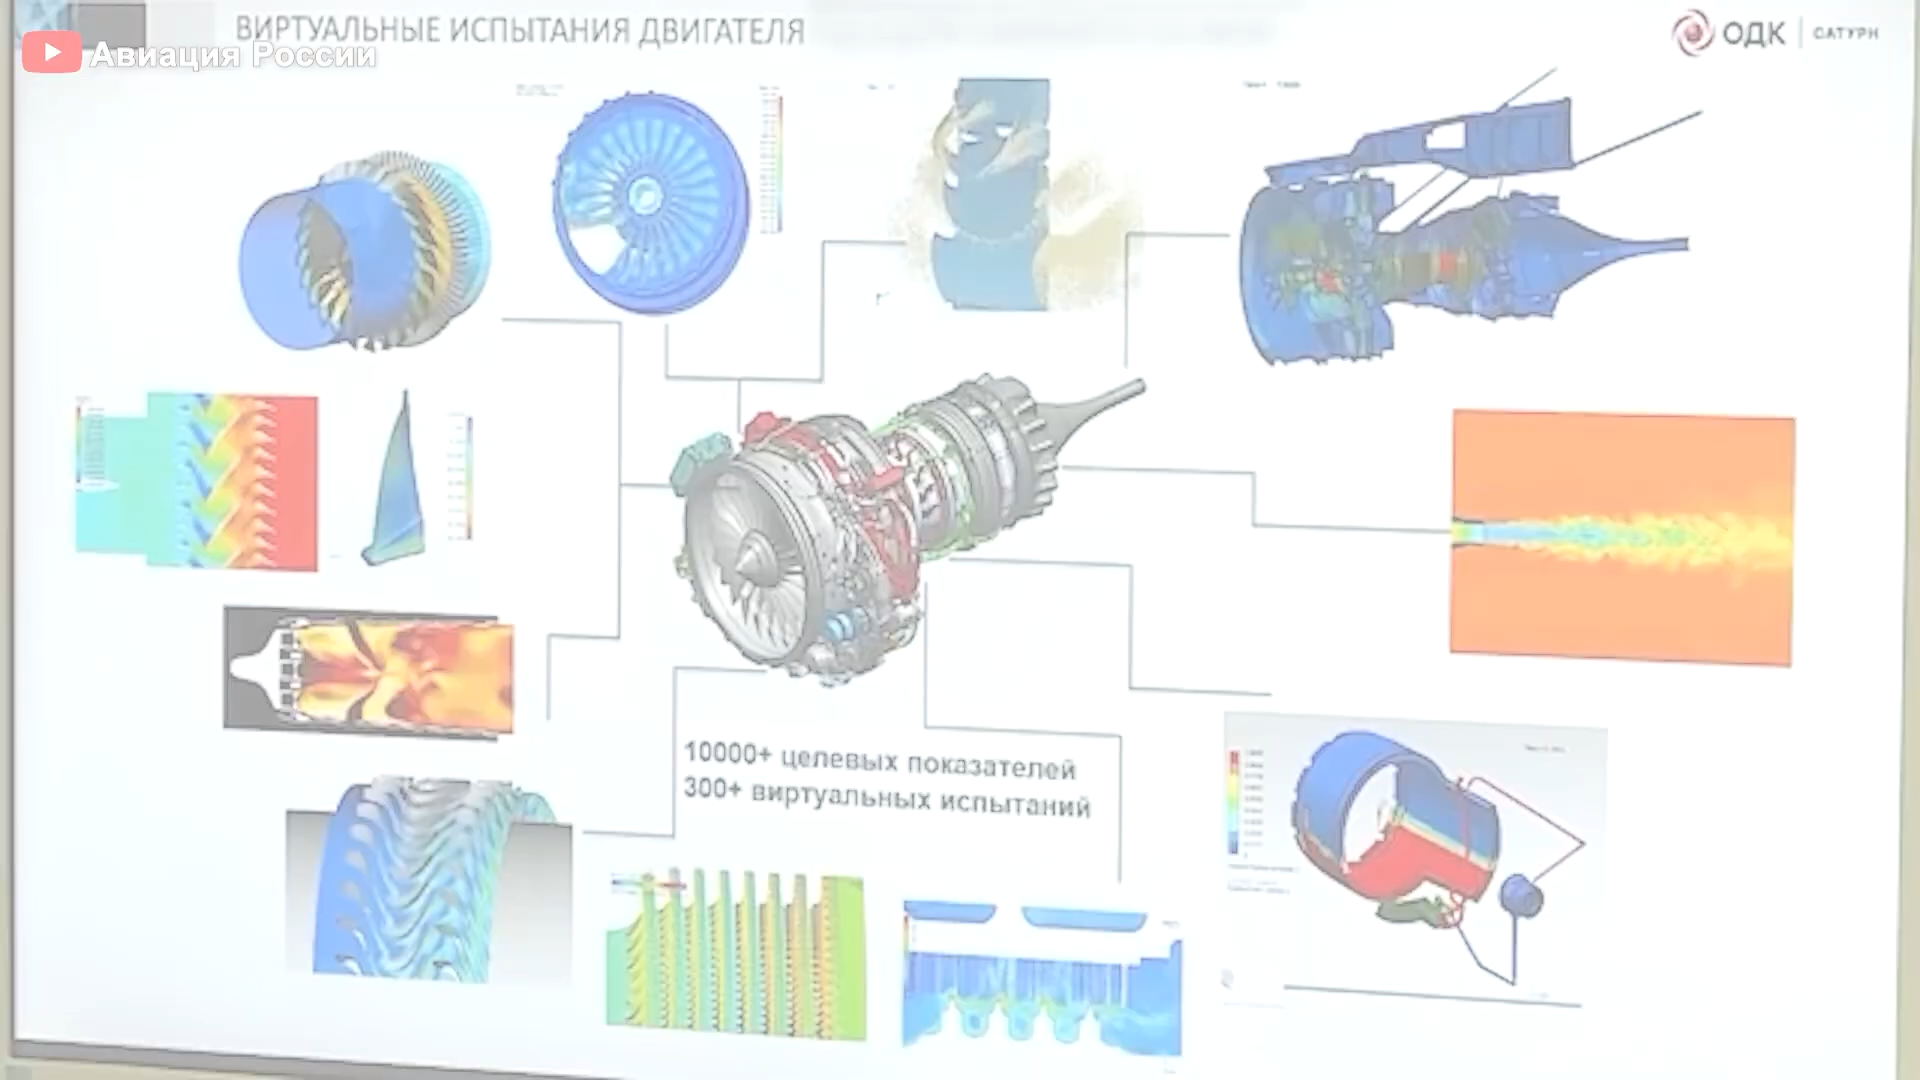 ВИРТУАЛЬНЫЕ ИСПЫТАНИЯ ДВИГАТЕЛЯ
Авиация России
ОДК САТУРН
10000+ целевых показателей
300+ виртуальных испытаний